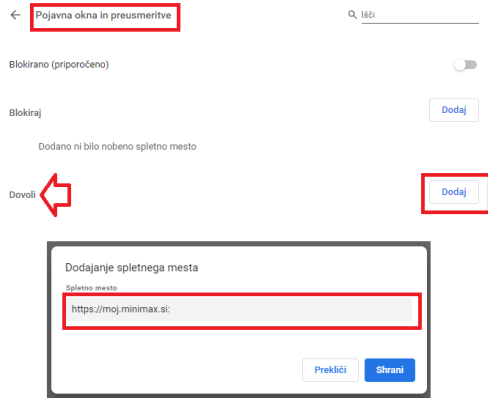 Pojavna okna in preusmeritve
Išči
Blokirano (priporočeno)
Blokiraj
Dodaj
Dodano ni bilo nobeno spletno mesto
Dovoli
Dodaj
Dodajanje spletnega mesta
Spletno mesto
https://moj.minimax.si:
Prekliči
Shrani